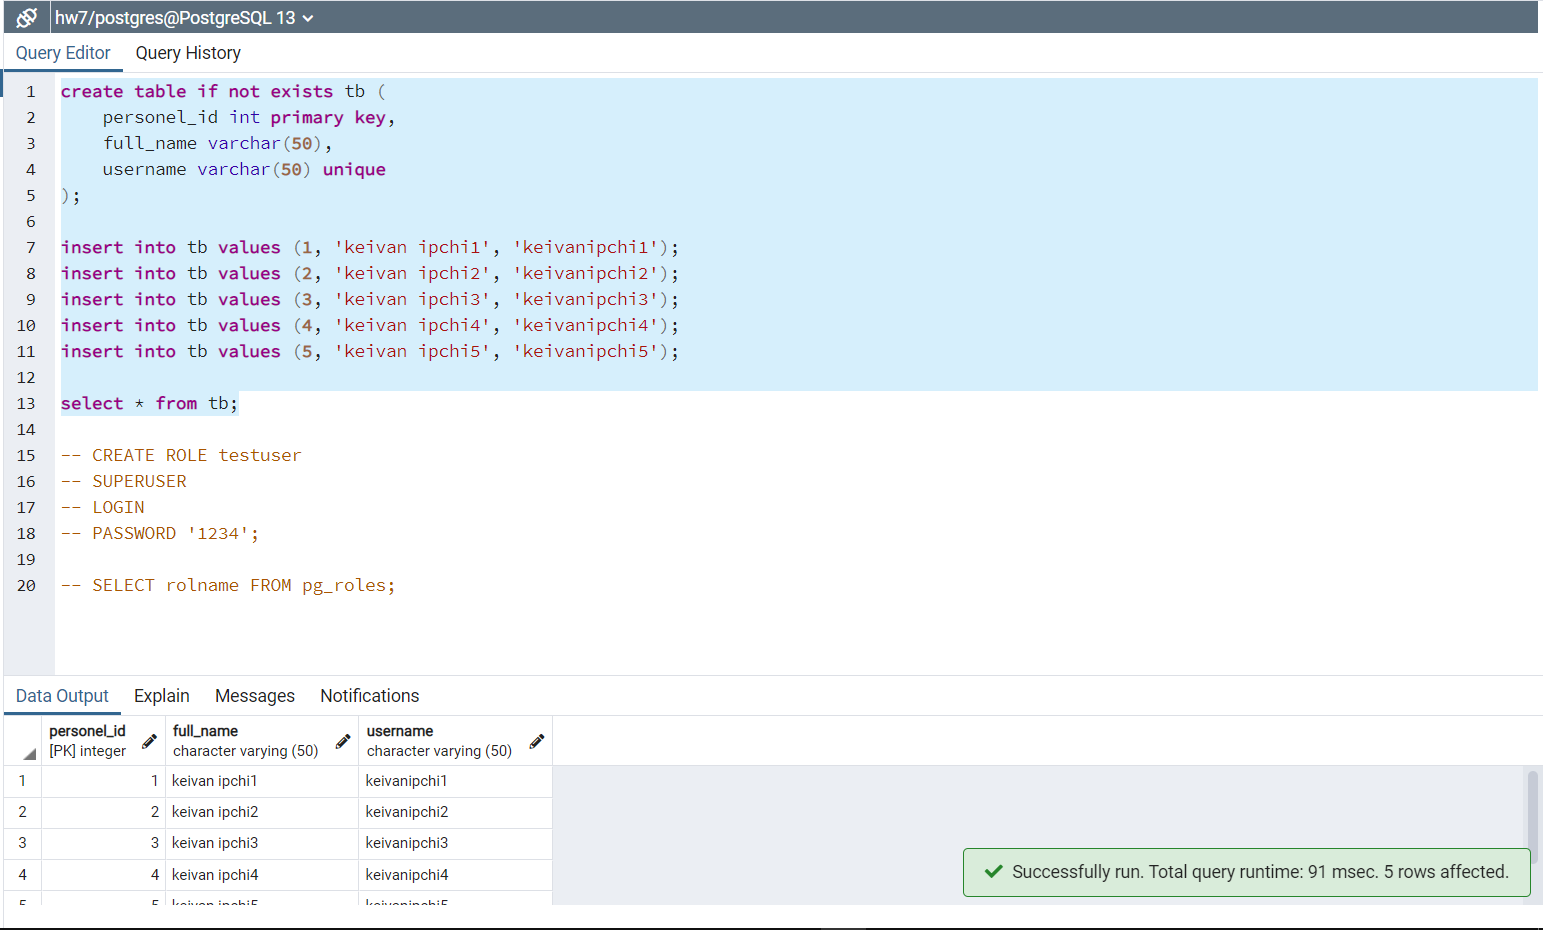 hw7/postgres@PostgreSQL 13
Query Editor Query History
1 create table if not exists tb (
2 personel_id int primary key,
3 full_name varchar(50),
4 username varchar(50) unique
5 );
6
7 insert into tb values (1, 'keivan ipchi1', 'keivanipchi1');
8 insert into tb values (2, 'keivan ipchi2', 'keivanipchi2');
9 insert into tb values (3, 'keivan ipchi3', 'keivanipchi3');
10 insert into tb values (4, 'keivan ipchi4', 'keivanipchi4');
11 insert into tb values (5, 'keivan ipchi5', 'keivanipchi5');
12
13 select * from tb;
14
15 -- CREATE ROLE testuser
16 -- SUPERUSER
17 -- LOGIN
18 -- PASSWORD '1234';
19
20 -- SELECT rolname FROM pg_roles;
Data Output Explain Messages Notifications
personel_id full_name username
[PK] integer character varying (50) character varying (50)
1 1 keivan ipchi1 keivanipchi1
2 2 keivan ipchi2 keivanipchi2
3 3 keivan ipchi3 keivanipchi3
4 4 keivan ipchi4 keivanipchi4
5 5 keivan ipchi5 keivanipchi5
Successfully run. Total query runtime: 91 msec. 5 rows affected.